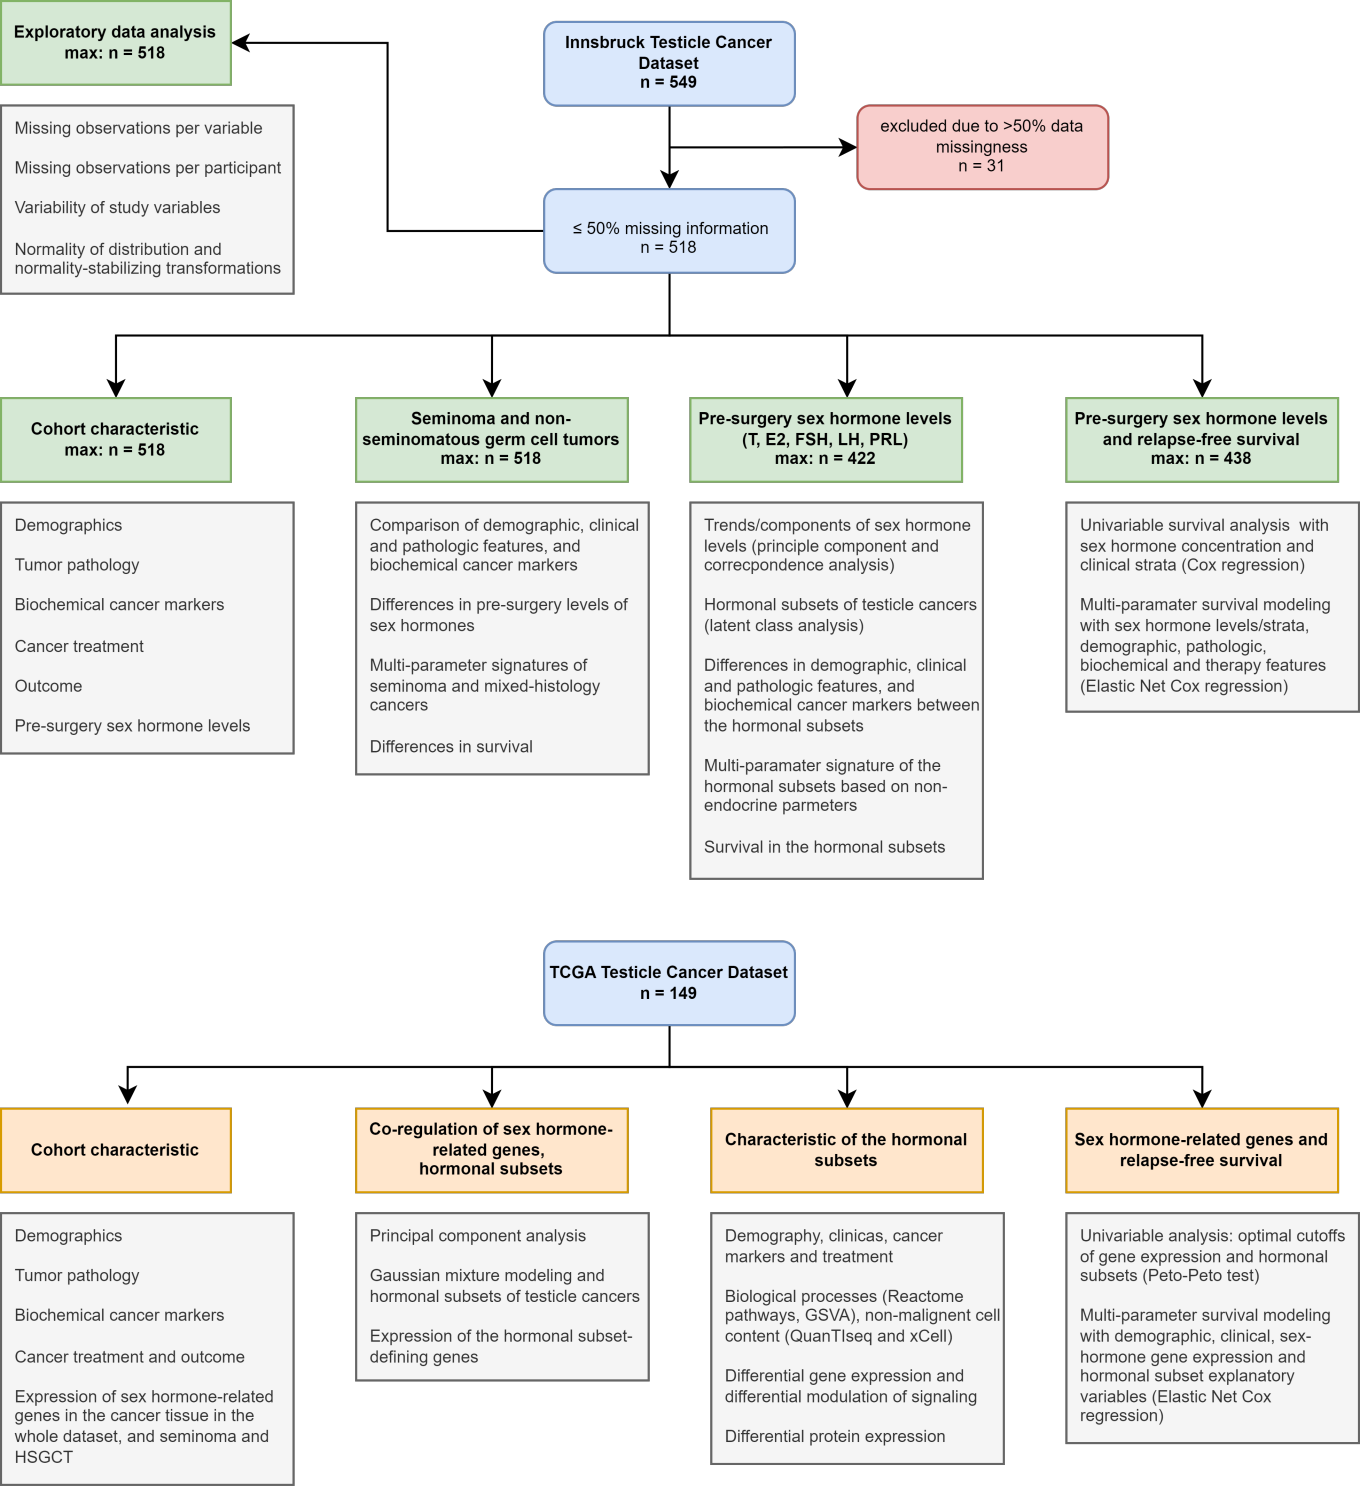 Exploratory data analysis
max: n = 518
Missing observations per variable
Missing observations per participant
Variability of study variables
Normality of distribution and
normality-stabilizing transformations
Innsbruck Testicle Cancer
Dataset
n = 549
excluded due to >50% data
missingness
n = 31
≤ 50% missing information
n = 518
Cohort characteristic
max: n = 518
Demographics
Tumor pathology
Biochemical cancer markers
Cancer treatment
Outcome
Pre-surgery sex hormone levels
Seminoma and non-
seminomatous germ cell tumors
max: n = 518
Comparison of demographic, clinical
and pathologic features, and
biochemical cancer markers
Differences in pre-surgery levels of
sex hormones
Multi-parameter signatures of
seminoma and mixed-histology
cancers
Differences in survival
Pre-surgery sex hormone levels
(T, E2, FSH, LH, PRL)
max: n = 422
Trends/components of sex hormone
levels (principle component and
correcpondence analysis)
Hormonal subsets of testicle cancers
(latent class analysis)
Differences in demographic, clinical
and pathologic features, and
biochemical cancer markers between
the hormonal subsets
Multi-paramater signature of the
hormonal subsets based on non-
endocrine parmeters
Survival in the hormonal subsets
Pre-surgery sex hormone levels
and relapse-free survival
max: n = 438
Univariable survival analysis  with
sex hormone concentration and
clinical strata (Cox regression)
Multi-paramater survival modeling
with sex hormone levels/strata,
demographic, pathologic,
biochemical and therapy features
(Elastic Net Cox regression)
TCGA Testicle Cancer Dataset
n = 149
Cohort characteristic
Demographics
Tumor pathology
Biochemical cancer markers
Cancer treatment and outcome
Expression of sex hormone-related
genes in the cancer tissue in the
whole dataset, and seminoma and
HSGCT
Co-regulation of sex hormone-
related genes,
hormonal subsets
Principal component analysis
Gaussian mixture modeling and
hormonal subsets of testicle cancers
Expression of the hormonal subset-
defining genes
Characteristic of the hormonal
subsets
Demography, clinicas, cancer
markers and treatment
Biological processes (Reactome
pathways, GSVA), non-malignent cell
content (QuanTIseq and xCell)
Differential gene expression and
differential modulation of signaling
Differential protein expression
Sex hormone-related genes and
relapse-free survival
Univariable analysis: optimal cutoffs
of gene expression and hormonal
subsets (Peto-Peto test)
Multi-parameter survival modeling
with demographic, clinical, sex-
hormone gene expression and
hormonal subset explanatory
variables (Elastic Net Cox
regression)